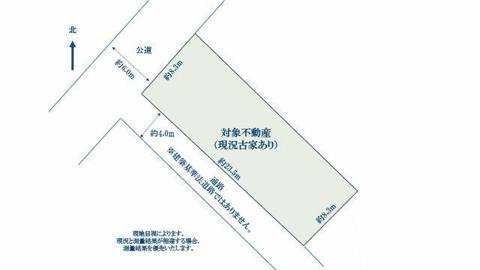 北
公道
約6.0m
約8.3m
約4.0m
対象不動産
（現況古家あり）
約23.5m
通路
※建築基準法道路ではありません。
約8.3m
現地目視によります。
現況と測量結果が相違する場合、
測量結果を優先いたします。